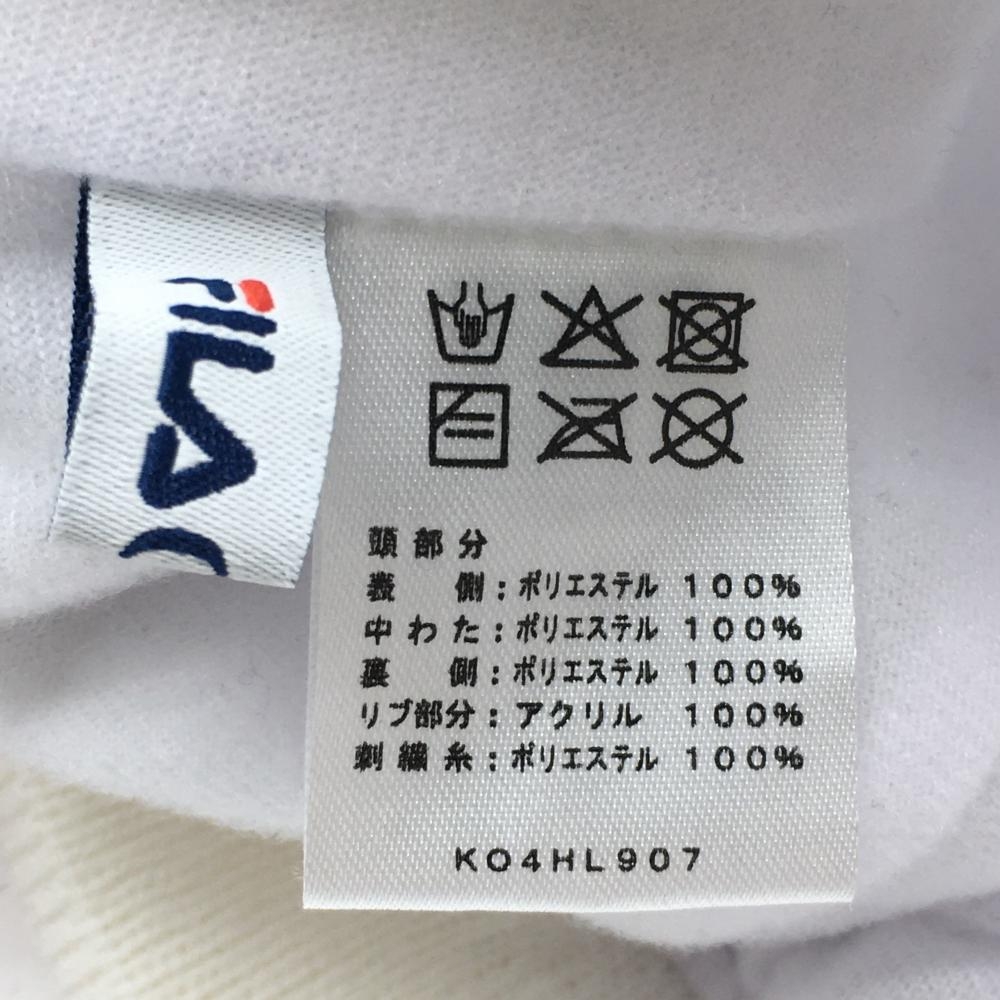 FILA
頭部分
表 側:ポリエステル 100%
中わた:ポリエステル 100%
裏 側:ポリエステル 100%
リブ部分:アクリル 100%
刺繍糸:ポリエステル 100%
KO4HL907